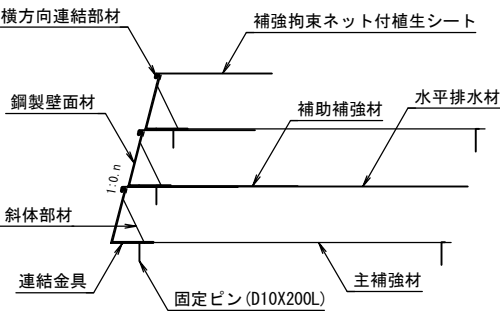 横方向連結部材
補強拘束ネット付植生シート
鋼製壁面材
補助補強材
水平排水材
1:0.n
斜体部材
連結金具
主補強材
固定ピン(D10X200L)